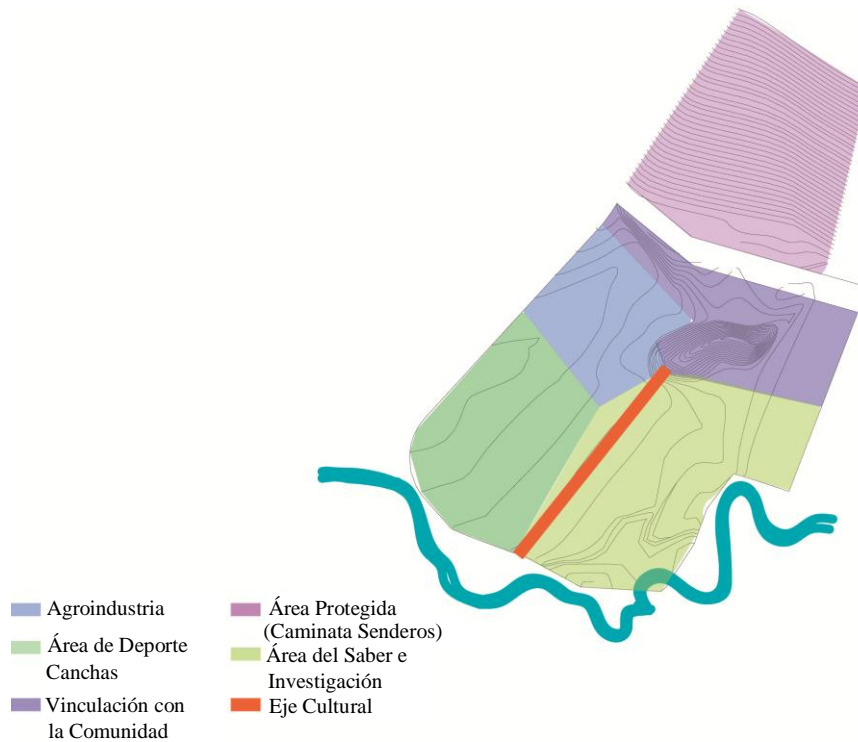 Agroindustria
Área de Deporte
Canchas
Vinculación con
la Comunidad
Área Protegida
(Caminata Senderos)
Área del Saber e
Investigación
Eje Cultural